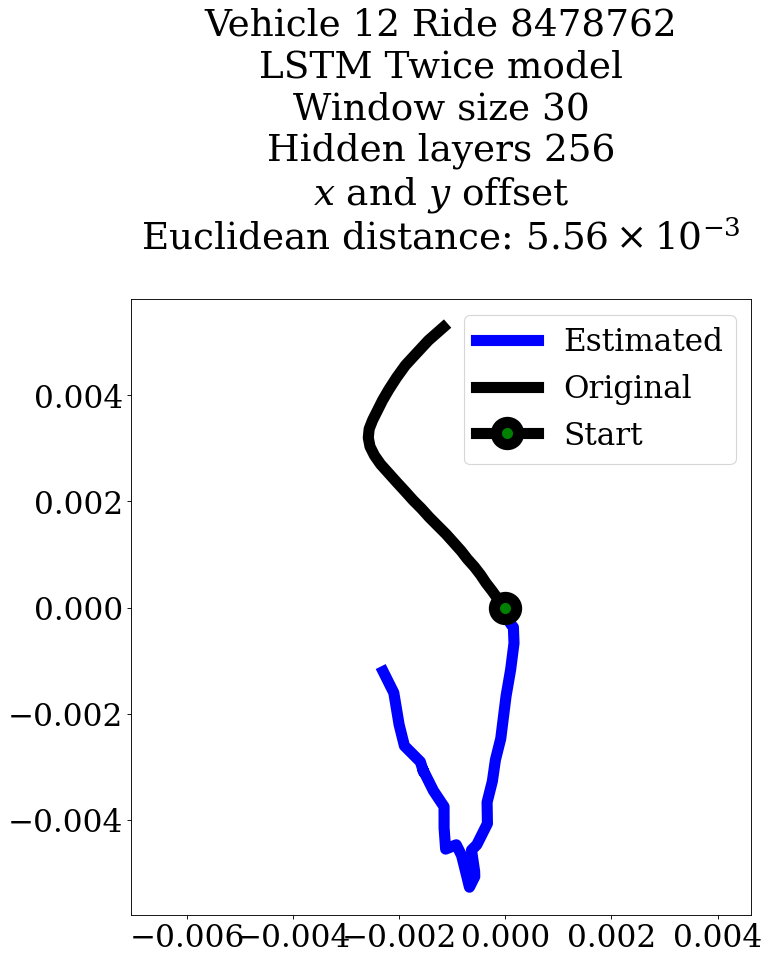 Vehicle 12 Ride 8478762
LSTM Twice model
Window size 30
Hidden layers 256
x and y offset
Euclidean distance: 5.56 × 10⁻³
Estimated
Original
Start
0.004
0.002
0.000
−0.002
−0.004
−0.006 −0.004 −0.002 0.000 0.002 0.004